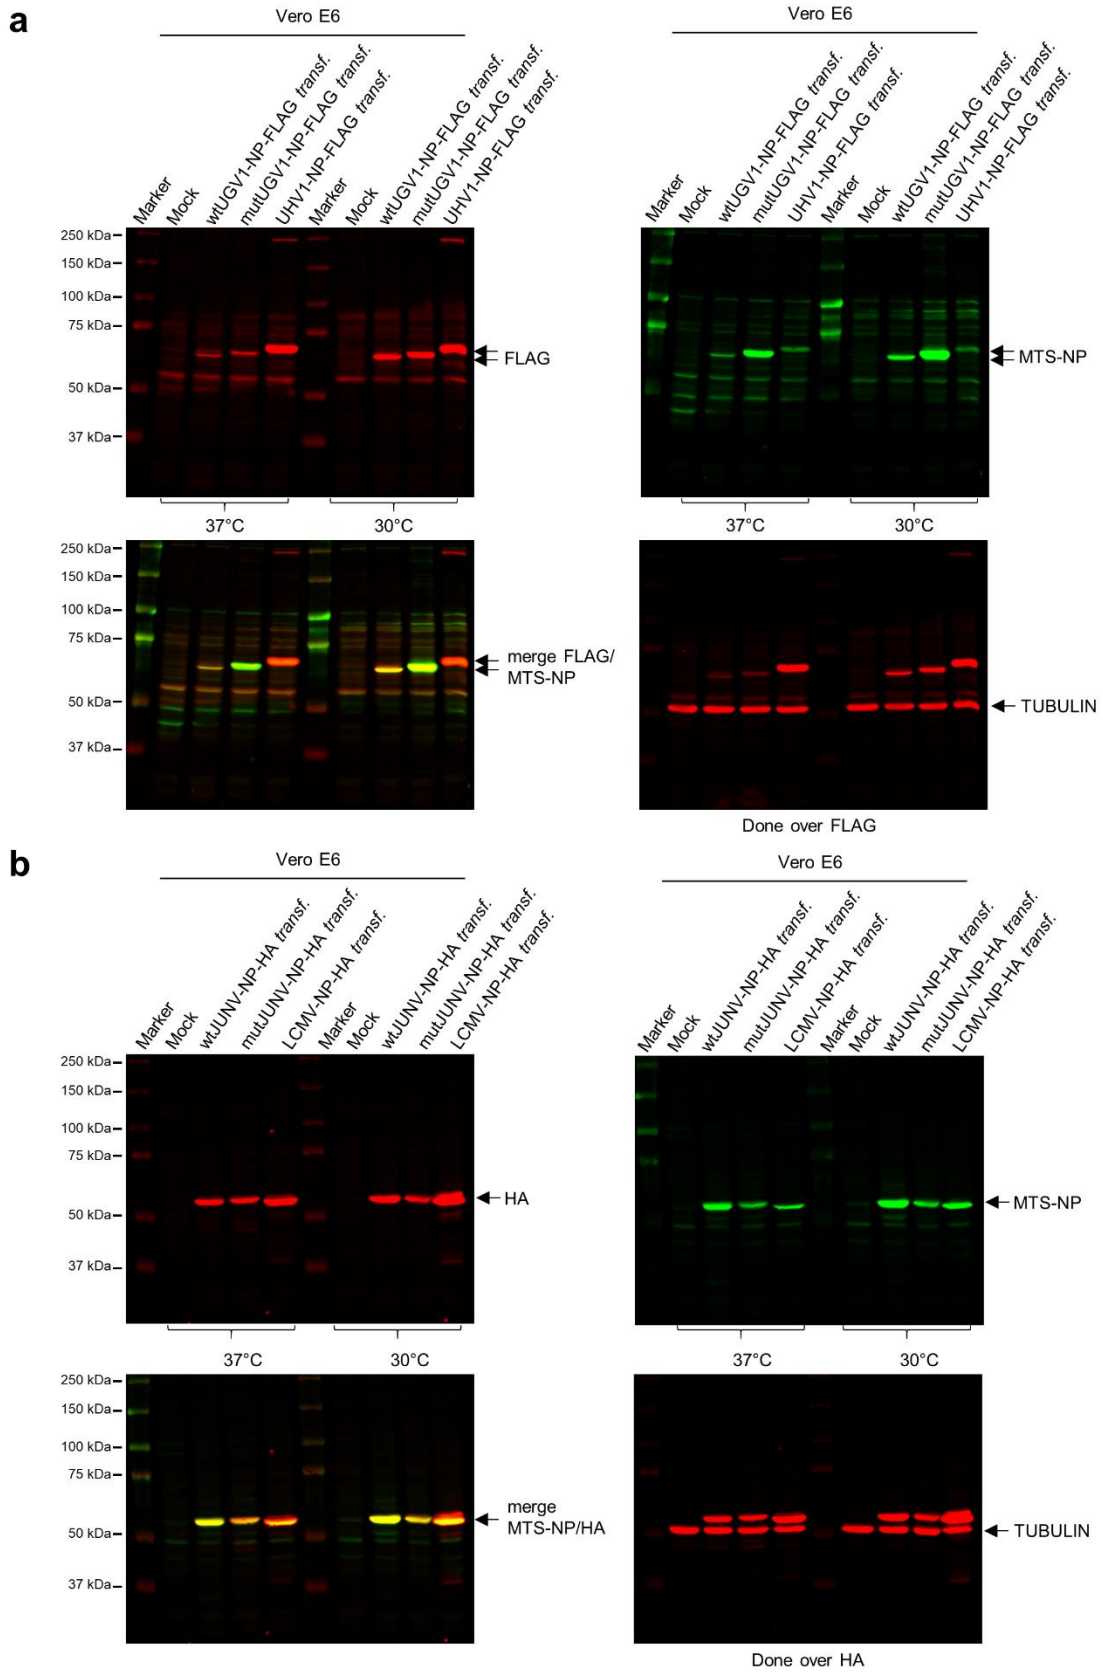 a
Vero E6
Marker
Mock
wtUGV1-NP-FLAG transf.
mutUGV1-NP-FLAG transf.
UHV1-NP-FLAG transf.
Marker
Mock
wtUGV1-NP-FLAG transf.
mutUGV1-NP-FLAG transf.
UHV1-NP-FLAG transf.
250 kDa
150 kDa
100 kDa
75 kDa
50 kDa
37 kDa
FLAG
37°C
30°C
Vero E6
Marker
Mock
wtUGV1-NP-FLAG transf.
mutUGV1-NP-FLAG transf.
UHV1-NP-FLAG transf.
Marker
Mock
wtUGV1-NP-FLAG transf.
mutUGV1-NP-FLAG transf.
UHV1-NP-FLAG transf.
MTS-NP
37°C
30°C
250 kDa
150 kDa
100 kDa
75 kDa
50 kDa
37 kDa
merge FLAG/
MTS-NP
TUBULIN
Done over FLAG
b
Vero E6
Marker
Mock
wtJUNV-NP-HA transf.
mutJUNV-NP-HA transf.
LCMV-NP-HA transf.
Marker
Mock
wtJUNV-NP-HA transf.
mutJUNV-NP-HA transf.
LCMV-NP-HA transf.
250 kDa
150 kDa
100 kDa
75 kDa
50 kDa
37 kDa
HA
37°C
30°C
Vero E6
Marker
Mock
wtJUNV-NP-HA transf.
mutJUNV-NP-HA transf.
LCMV-NP-HA transf.
Marker
Mock
wtJUNV-NP-HA transf.
mutJUNV-NP-HA transf.
LCMV-NP-HA transf.
MTS-NP
37°C
30°C
250 kDa
150 kDa
100 kDa
75 kDa
50 kDa
37 kDa
merge
MTS-NP/HA
TUBULIN
Done over HA